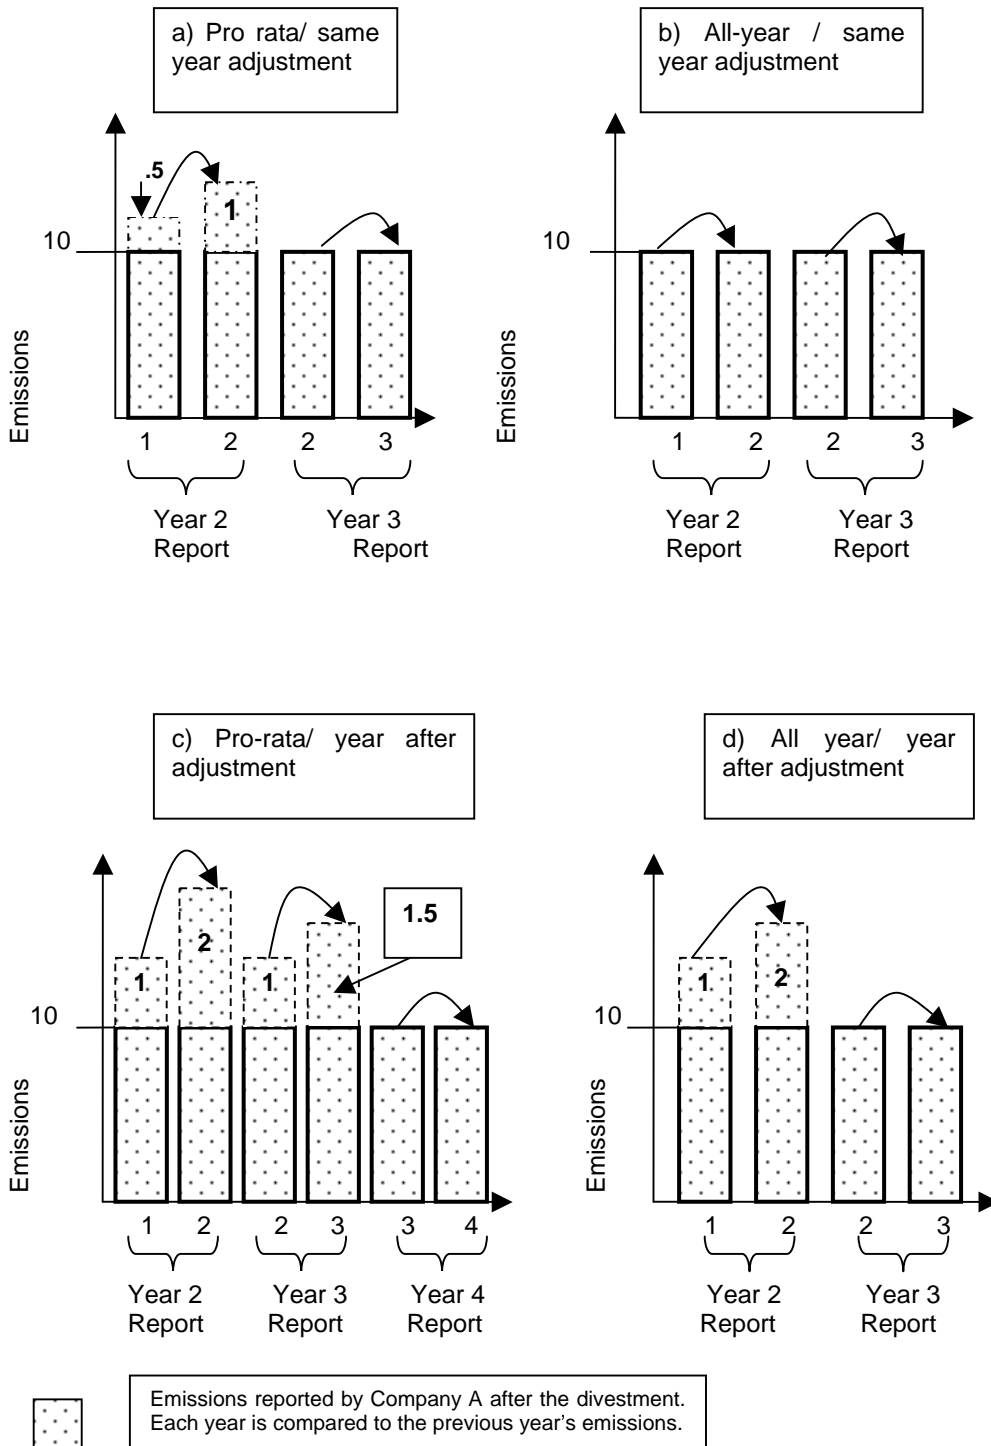 a) Pro rata/ same
year adjustment
b) All-year / same
year adjustment
.5
1
10
Emissions
1 2 2 3
Year 2
Report
Year 3
Report
10
Emissions
1 2 2 3
Year 2
Report
Year 3
Report
c) Pro-rata/ year after
adjustment
d) All year/ year
after adjustment
1
2
1
1.5
10
Emissions
1 2 2 3 3 4
Year 2
Report
Year 3
Report
Year 4
Report
1
2
10
Emissions
1 2 2 3
Year 2
Report
Year 3
Report
Emissions reported by Company A after the divestment.
Each year is compared to the previous year's emissions.